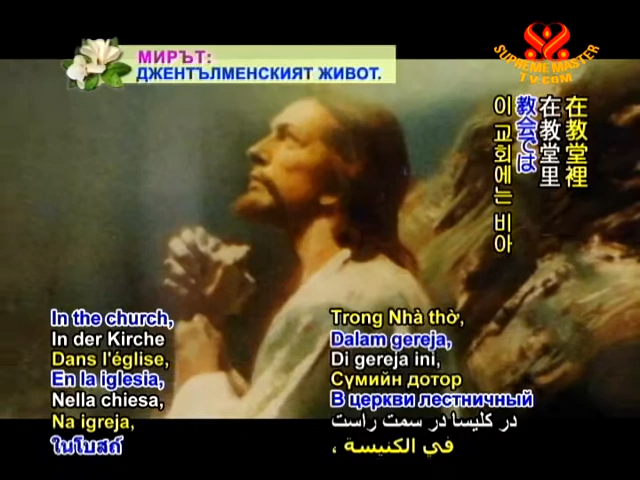 МИРЪТ:
ДЖЕНТЪЛМЕНСКИЯТ ЖИВОТ.
SUPREME MASTER
TV.COM
在教堂裡
在教堂里
教会では
이 교회에는 비아
In the church,
In der Kirche
Dans l'église,
En la iglesia,
Nella chiesa,
Na igreja,
ในโบสถ์
Trong Nhà thờ,
Dalam gereja,
Di gereja ini,
Сүмийн дотор
В церкви лестничный
در کلیسا در سمت راست
في الكنيسة ،